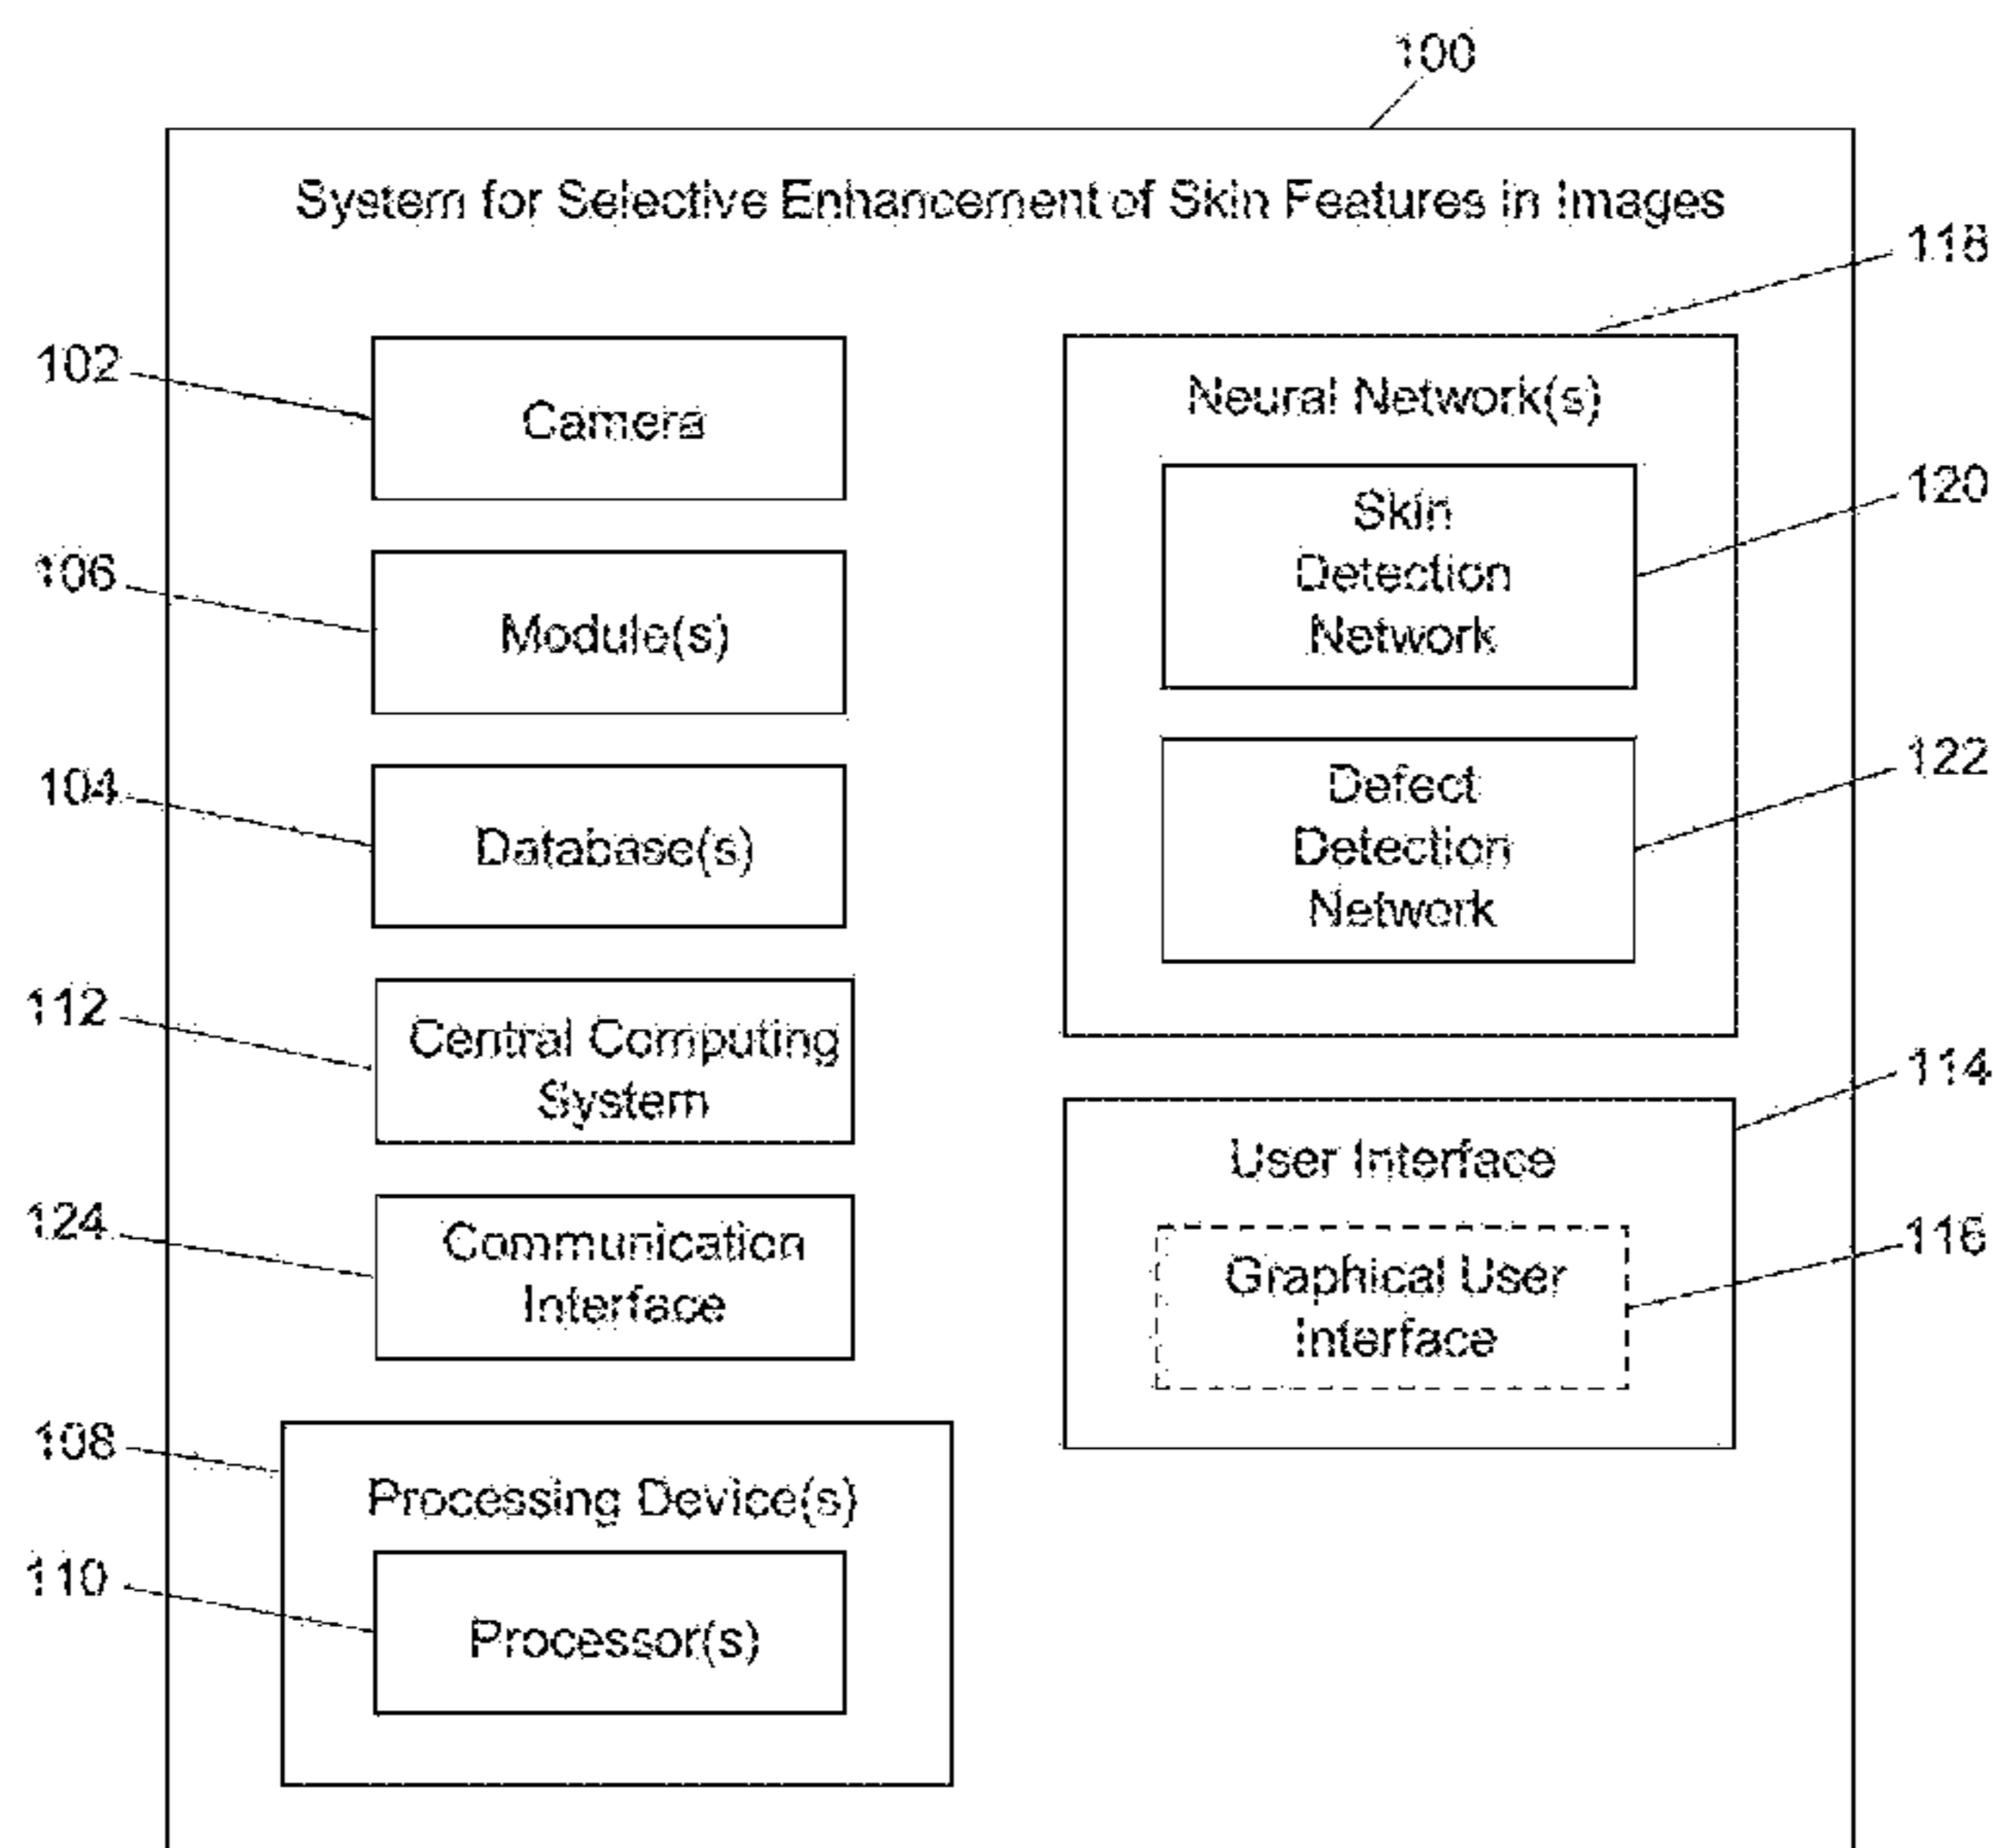 100
System for Selective Enhancement of Skin Features in Images
118
102
Camera
Neural Network(s)
120
Skin
Detection
Network
106
Module(s)
122
Defect
Detection
Network
104
Database(s)
112
Central Computing
System
114
User Interface
124
Communication
Interface
116
Graphical User
Interface
108
Processing Device(s)
110
Processor(s)